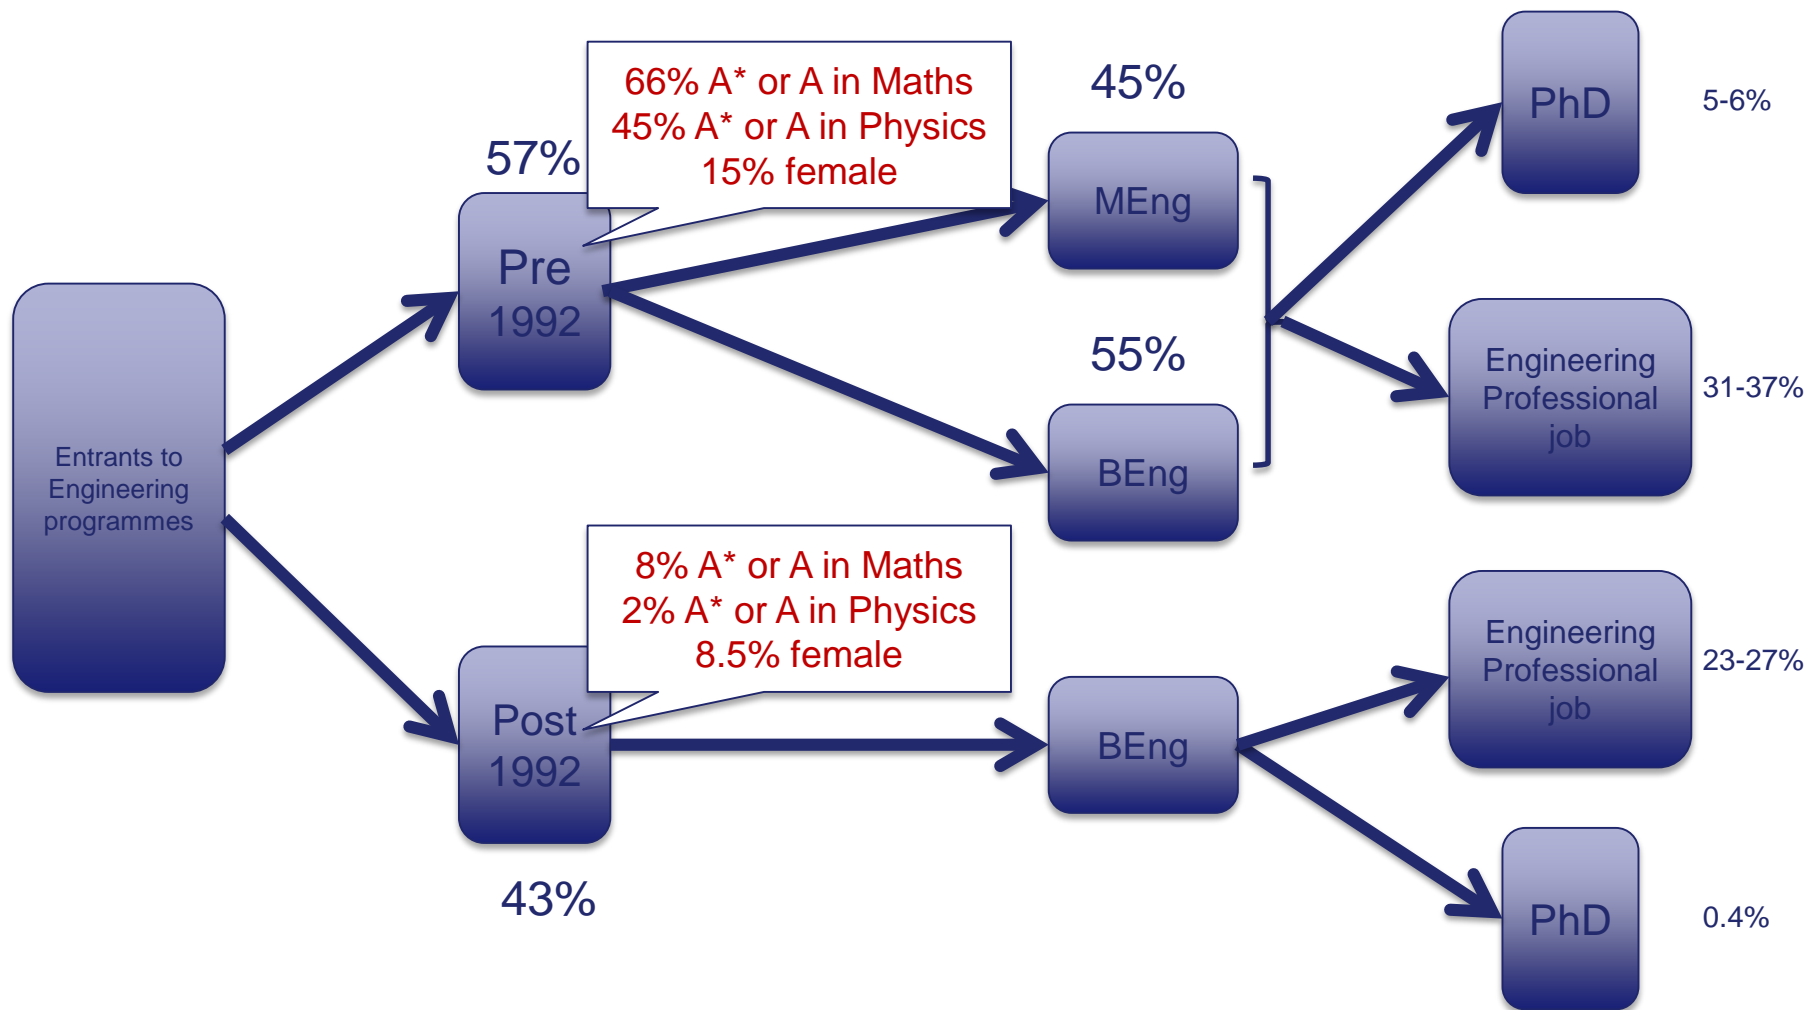 Entrants to
Engineering
programmes
57%
Pre
1992
66% A* or A in Maths
45% A* or A in Physics
15% female
45%
MEng
55%
BEng
PhD
5-6%
Engineering
Professional
job
31-37%
Post
1992
43%
8% A* or A in Maths
2% A* or A in Physics
8.5% female
BEng
Engineering
Professional
job
23-27%
PhD
0.4%